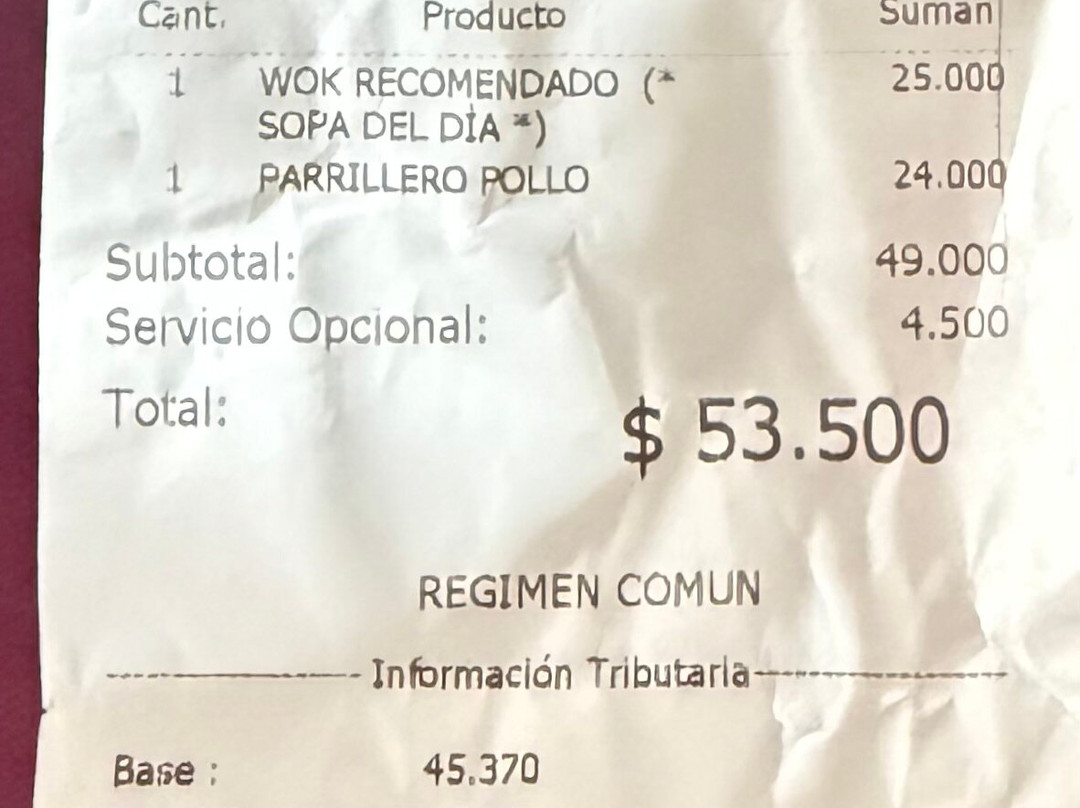 Cant. Producto Suman
1 WOK RECOMENDADO (* 25.000
SOPA DEL DÍA *)
1 PARRILLERO POLLO 24.000
Subtotal: 49.000
Servicio Opcional: 4.500
Total: $ 53.500
REGIMEN COMUN
Información Tributaria
Base : 45.370